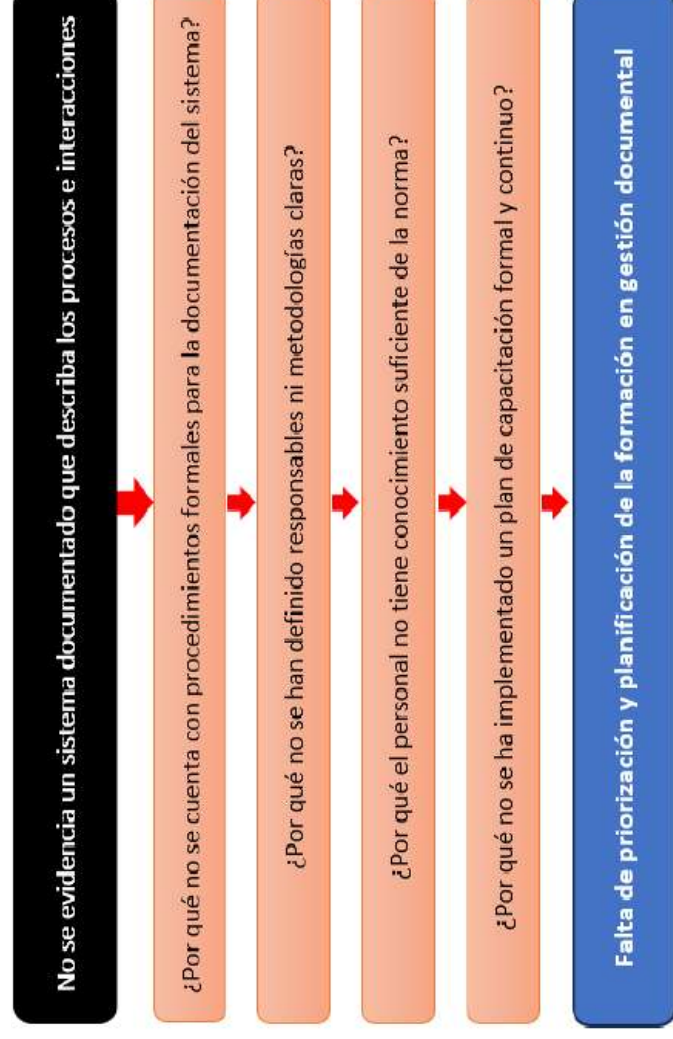 No se evidencia un sistema documentado que describa los procesos e interacciones
¿Por qué no se cuenta con procedimientos formales para la documentación del sistema?
¿Por qué no se han definido responsables ni metodologías claras?
¿Por qué el personal no tiene conocimiento suficiente de la norma?
¿Por qué no se ha implementado un plan de capacitación formal y continuo?
Falta de priorización y planificación de la formación en gestión documental